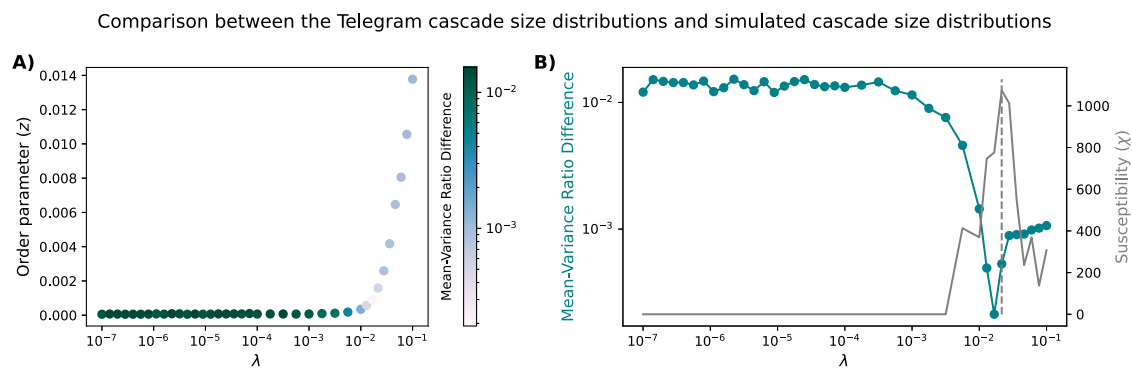 Comparison between the Telegram cascade size distributions and simulated cascade size distributions
A)
Order parameter (z)
0.014
0.012
0.010
0.008
0.006
0.004
0.002
0.000
10⁻⁷ 10⁻⁶ 10⁻⁵ 10⁻⁴ 10⁻³ 10⁻² 10⁻¹
λ
Mean-Variance Ratio Difference
10⁻²
10⁻³
B)
Mean-Variance Ratio Difference
10⁻²
10⁻³
10⁻⁷ 10⁻⁶ 10⁻⁵ 10⁻⁴ 10⁻³ 10⁻² 10⁻¹
λ
1000
800
600
400
200
0
Susceptibility (χ)